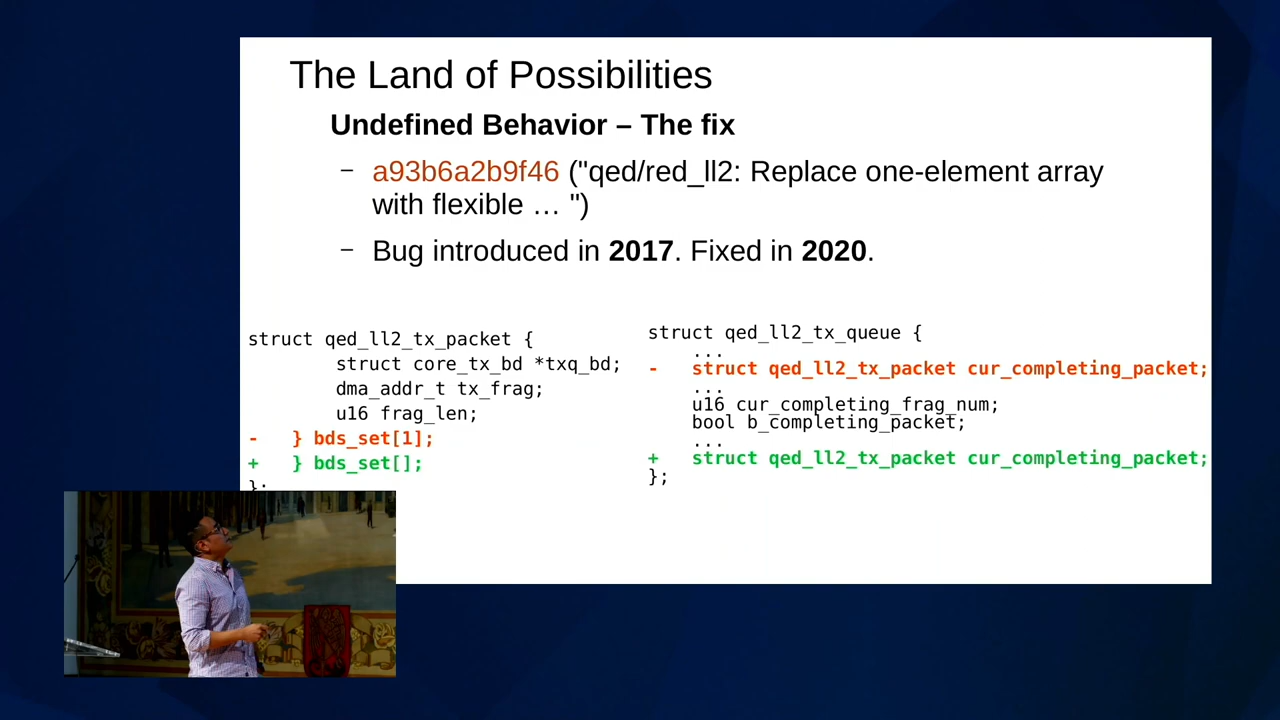 The Land of Possibilities
Undefined Behavior – The fix
– a93b6a2b9f46 ("qed/red_ll2: Replace one-element array
with flexible … ")
– Bug introduced in 2017. Fixed in 2020.
struct qed_ll2_tx_packet {
struct core_tx_bd *txq_bd;
dma_addr_t tx_frag;
u16 frag_len;
- } bds_set[1];
+ } bds_set[];
};
struct qed_ll2_tx_queue {
...
- struct qed_ll2_tx_packet cur_completing_packet;
...
u16 cur_completing_frag_num;
bool b_completing_packet;
...
+ struct qed_ll2_tx_packet cur_completing_packet;
};